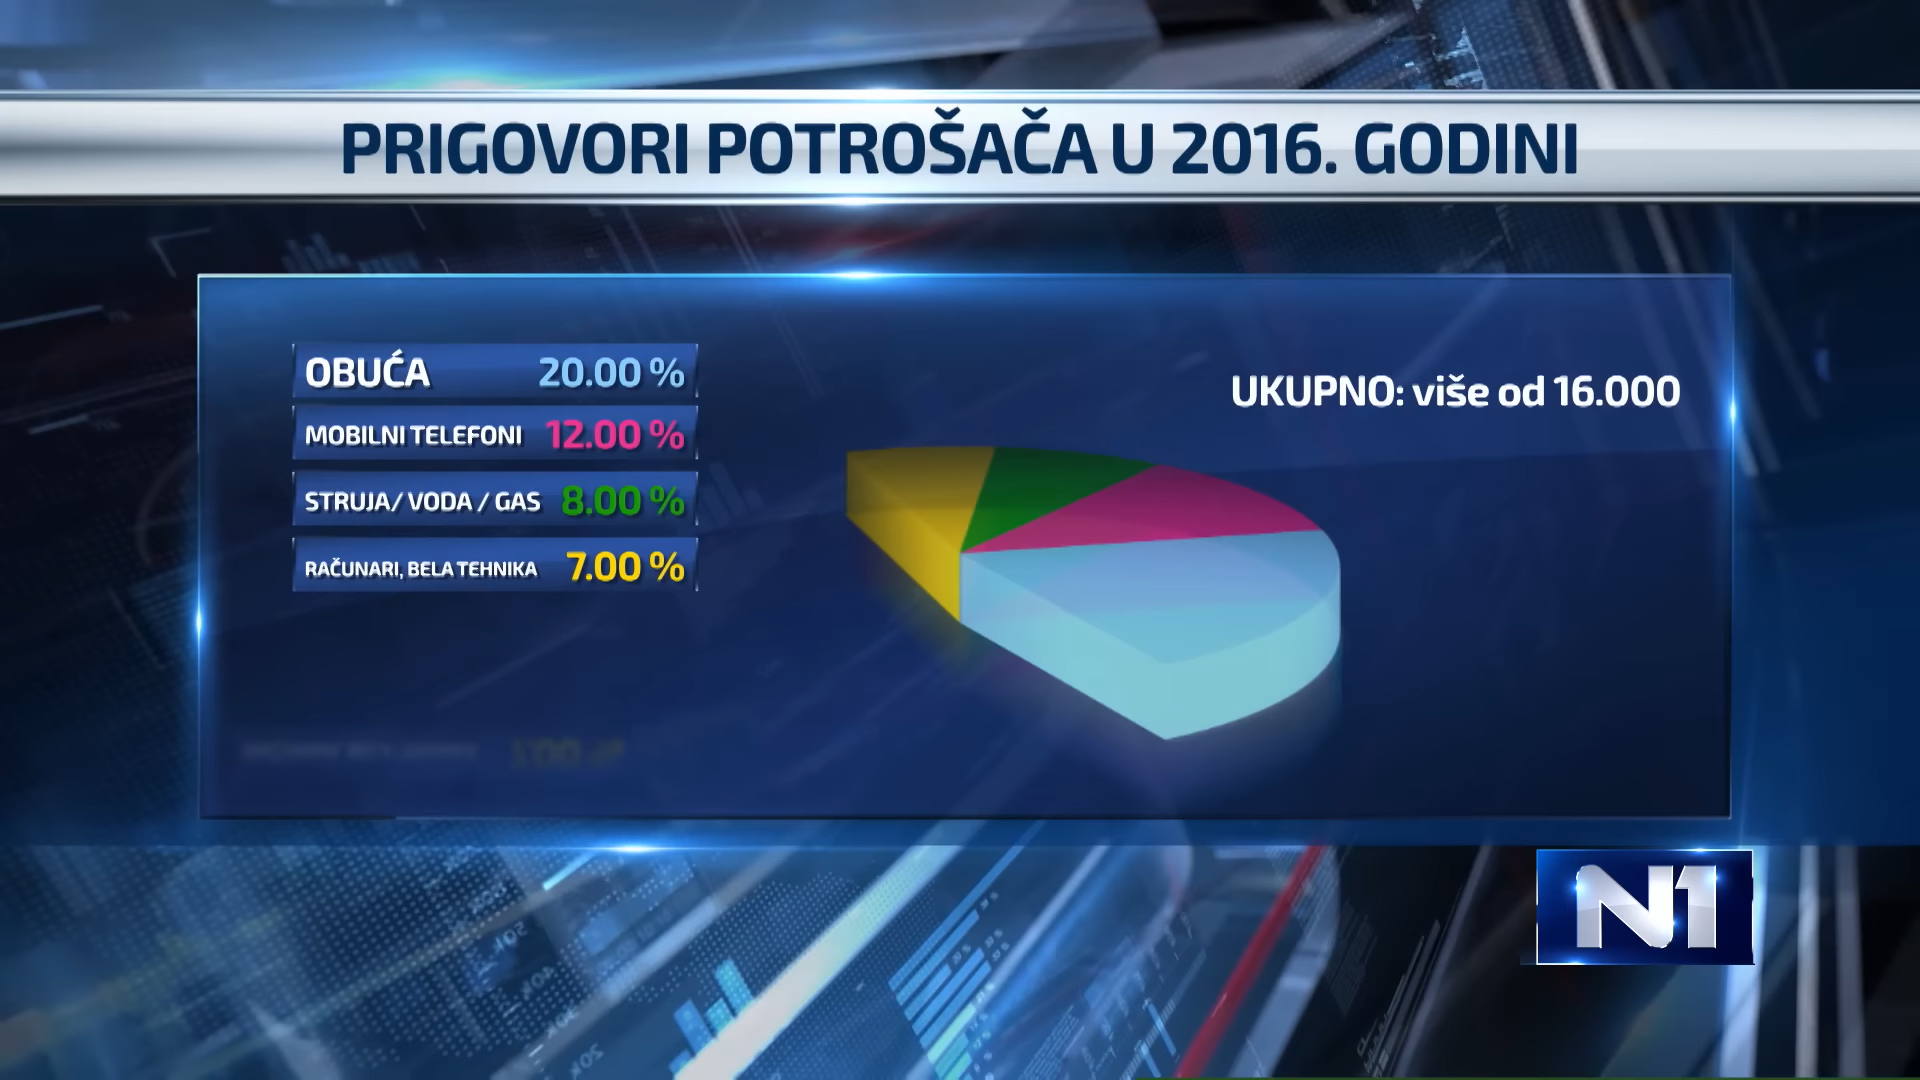 PRIGOVORI POTROŠAČA U 2016. GODINI
OBUĆA 20.00 %
MOBILNI TELEFONI 12.00 %
STRUJA/ VODA / GAS 8.00 %
RAČUNARI, BELA TEHNIKA 7.00 %
UKUPNO: više od 16.000
N1